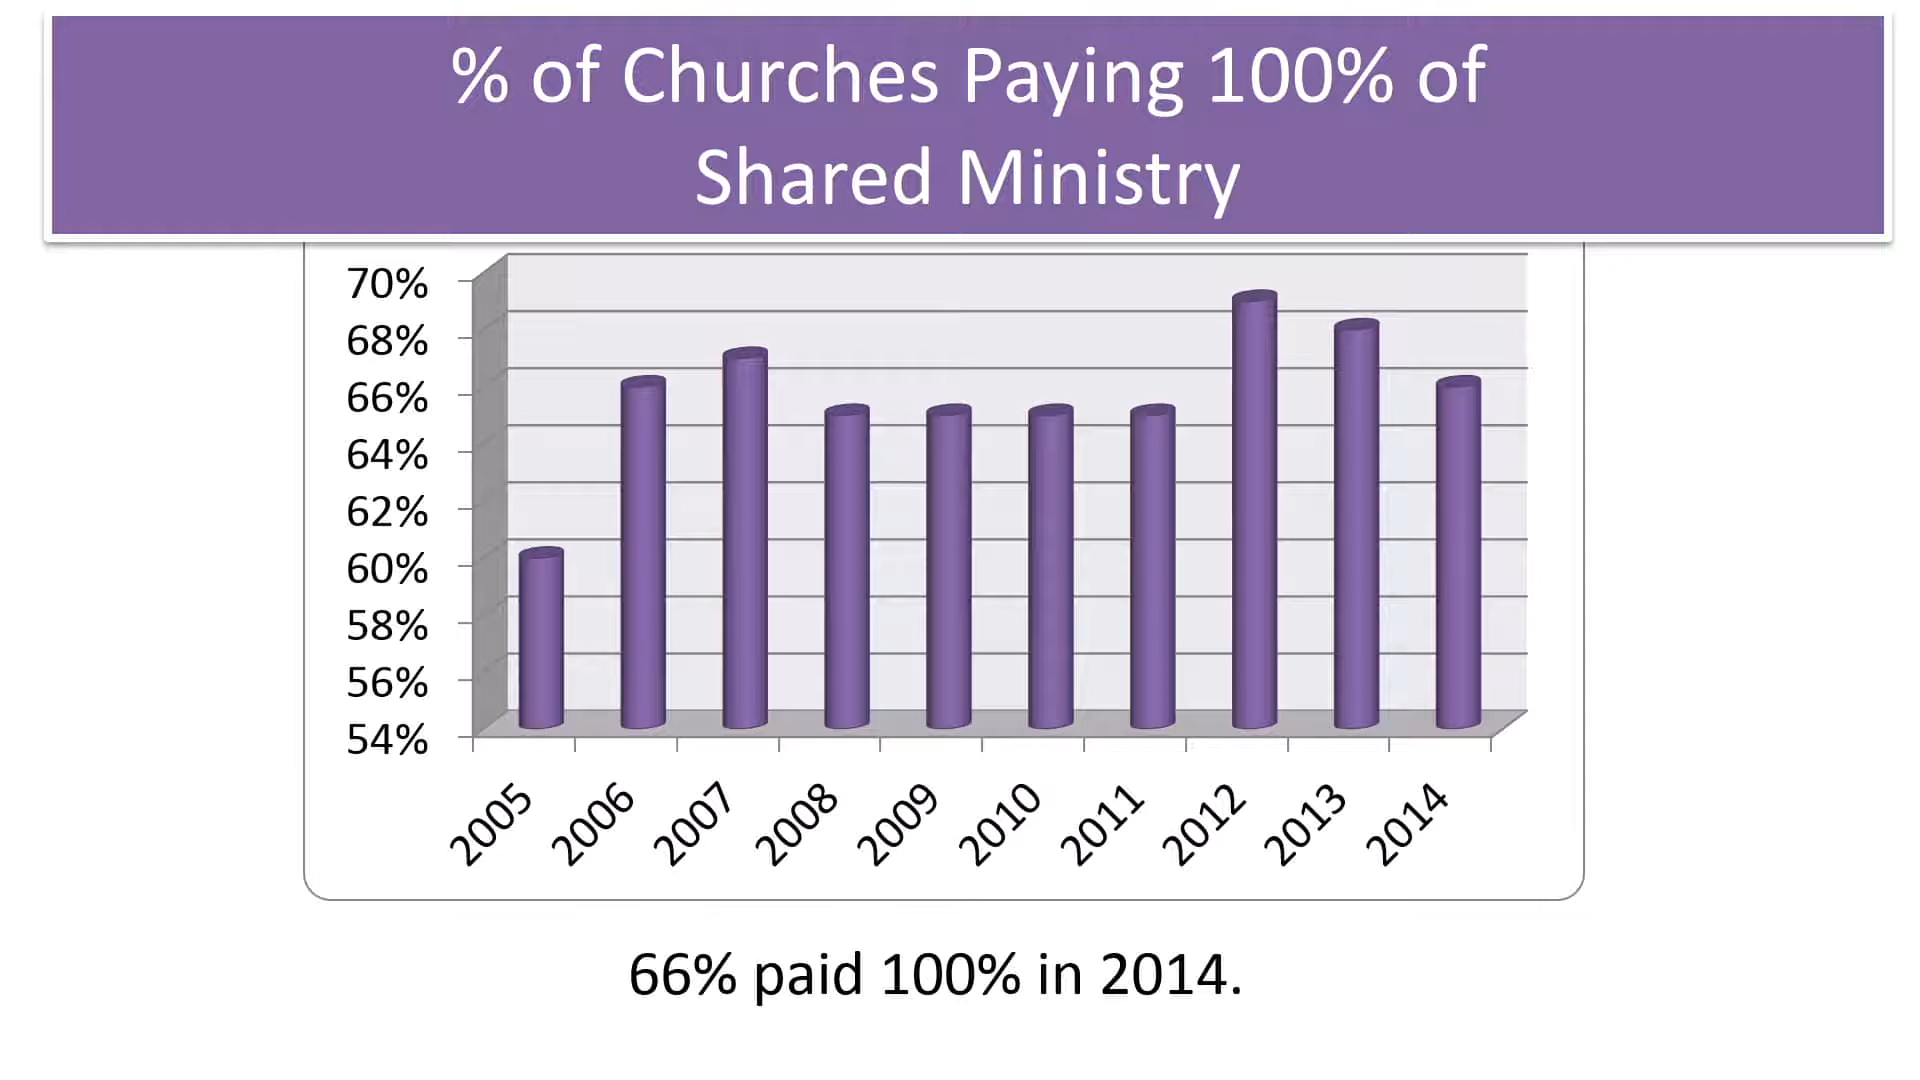 % of Churches Paying 100% of
Shared Ministry
70%
68%
66%
64%
62%
60%
58%
56%
54%
2005 2006 2007 2008 2009 2010 2011 2012 2013 2014
66% paid 100% in 2014.